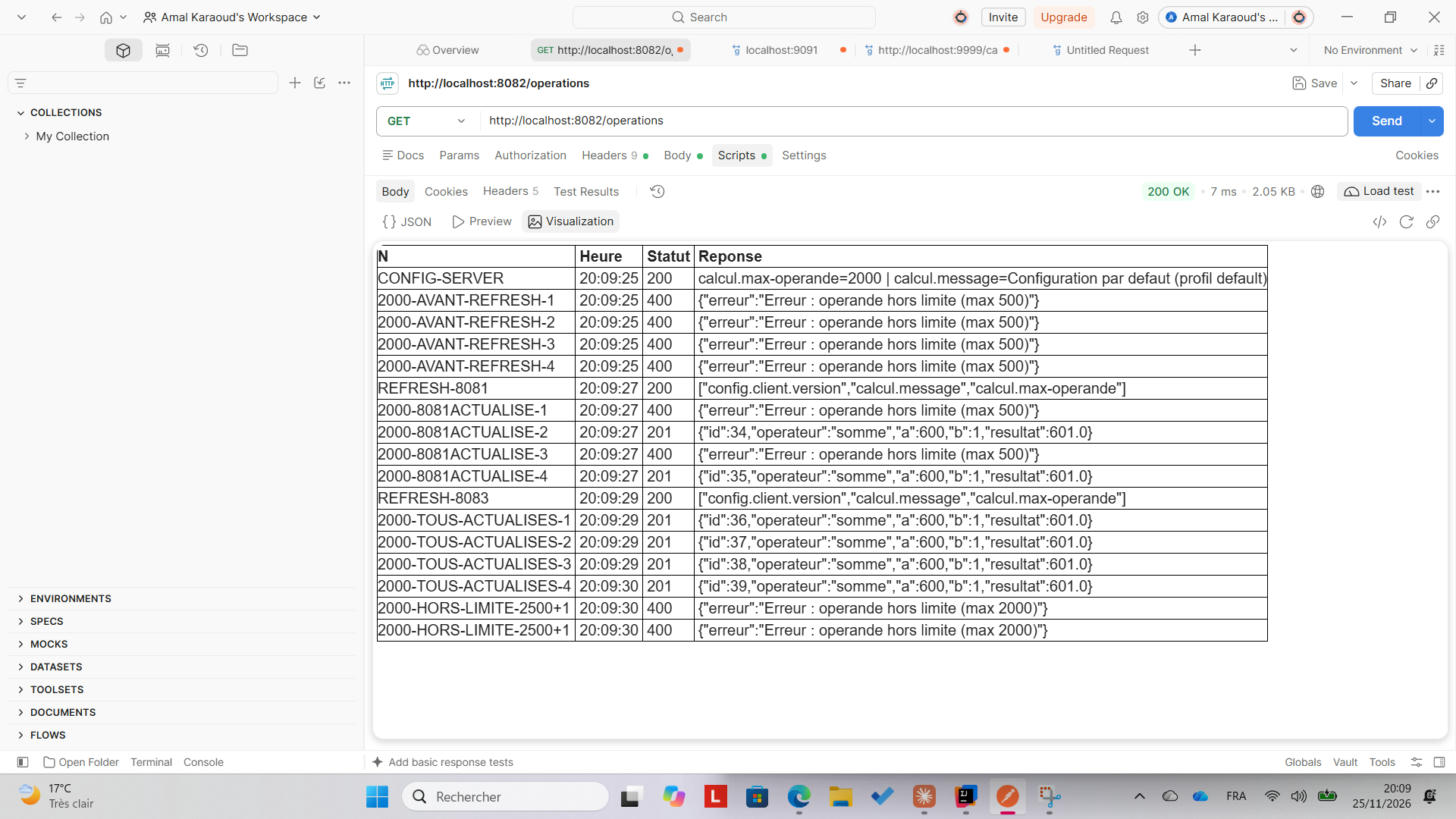 Amal Karaoud's Workspace
Search
Invite
Upgrade
A
Amal Karaoud's ...
Overview
GET http://localhost:8082/o
localhost:9091
http://localhost:9999/ca
Untitled Request
No Environment
HTTP
http://localhost:8082/operations
Save
Share
COLLECTIONS
My Collection
GET
http://localhost:8082/operations
Send
Docs
Params
Authorization
Headers 9
Body
Scripts
Settings
Cookies
Body
Cookies
Headers 5
Test Results
200 OK
7 ms
2.05 KB
Load test
{ } JSON
Preview
Visualization
N Heure Statut Reponse
CONFIG-SERVER 20:09:25 200 calcul.max-operande=2000 | calcul.message=Configuration par defaut (profil default)
2000-AVANT-REFRESH-1 20:09:25 400 {"erreur":"Erreur : operande hors limite (max 500)"}
2000-AVANT-REFRESH-2 20:09:25 400 {"erreur":"Erreur : operande hors limite (max 500)"}
2000-AVANT-REFRESH-3 20:09:25 400 {"erreur":"Erreur : operande hors limite (max 500)"}
2000-AVANT-REFRESH-4 20:09:25 400 {"erreur":"Erreur : operande hors limite (max 500)"}
REFRESH-8081 20:09:27 200 ["config.client.version","calcul.message","calcul.max-operande"]
2000-8081ACTUALISE-1 20:09:27 400 {"erreur":"Erreur : operande hors limite (max 500)"}
2000-8081ACTUALISE-2 20:09:27 201 {"id":34,"operateur":"somme","a":600,"b":1,"resultat":601.0}
2000-8081ACTUALISE-3 20:09:27 400 {"erreur":"Erreur : operande hors limite (max 500)"}
2000-8081ACTUALISE-4 20:09:27 201 {"id":35,"operateur":"somme","a":600,"b":1,"resultat":601.0}
REFRESH-8083 20:09:29 200 ["config.client.version","calcul.message","calcul.max-operande"]
2000-TOUS-ACTUALISES-1 20:09:29 201 {"id":36,"operateur":"somme","a":600,"b":1,"resultat":601.0}
2000-TOUS-ACTUALISES-2 20:09:29 201 {"id":37,"operateur":"somme","a":600,"b":1,"resultat":601.0}
2000-TOUS-ACTUALISES-3 20:09:29 201 {"id":38,"operateur":"somme","a":600,"b":1,"resultat":601.0}
2000-TOUS-ACTUALISES-4 20:09:30 201 {"id":39,"operateur":"somme","a":600,"b":1,"resultat":601.0}
2000-HORS-LIMITE-2500+1 20:09:30 400 {"erreur":"Erreur : operande hors limite (max 2000)"}
2000-HORS-LIMITE-2500+1 20:09:30 400 {"erreur":"Erreur : operande hors limite (max 2000)"}
ENVIRONMENTS
SPECS
MOCKS
DATASETS
TOOLSETS
DOCUMENTS
FLOWS
Open Folder
Terminal
Console
Add basic response tests
Globals
Vault
Tools
17°C
Très clair
Rechercher
L
IJ
FRA
20:09
25/11/2026